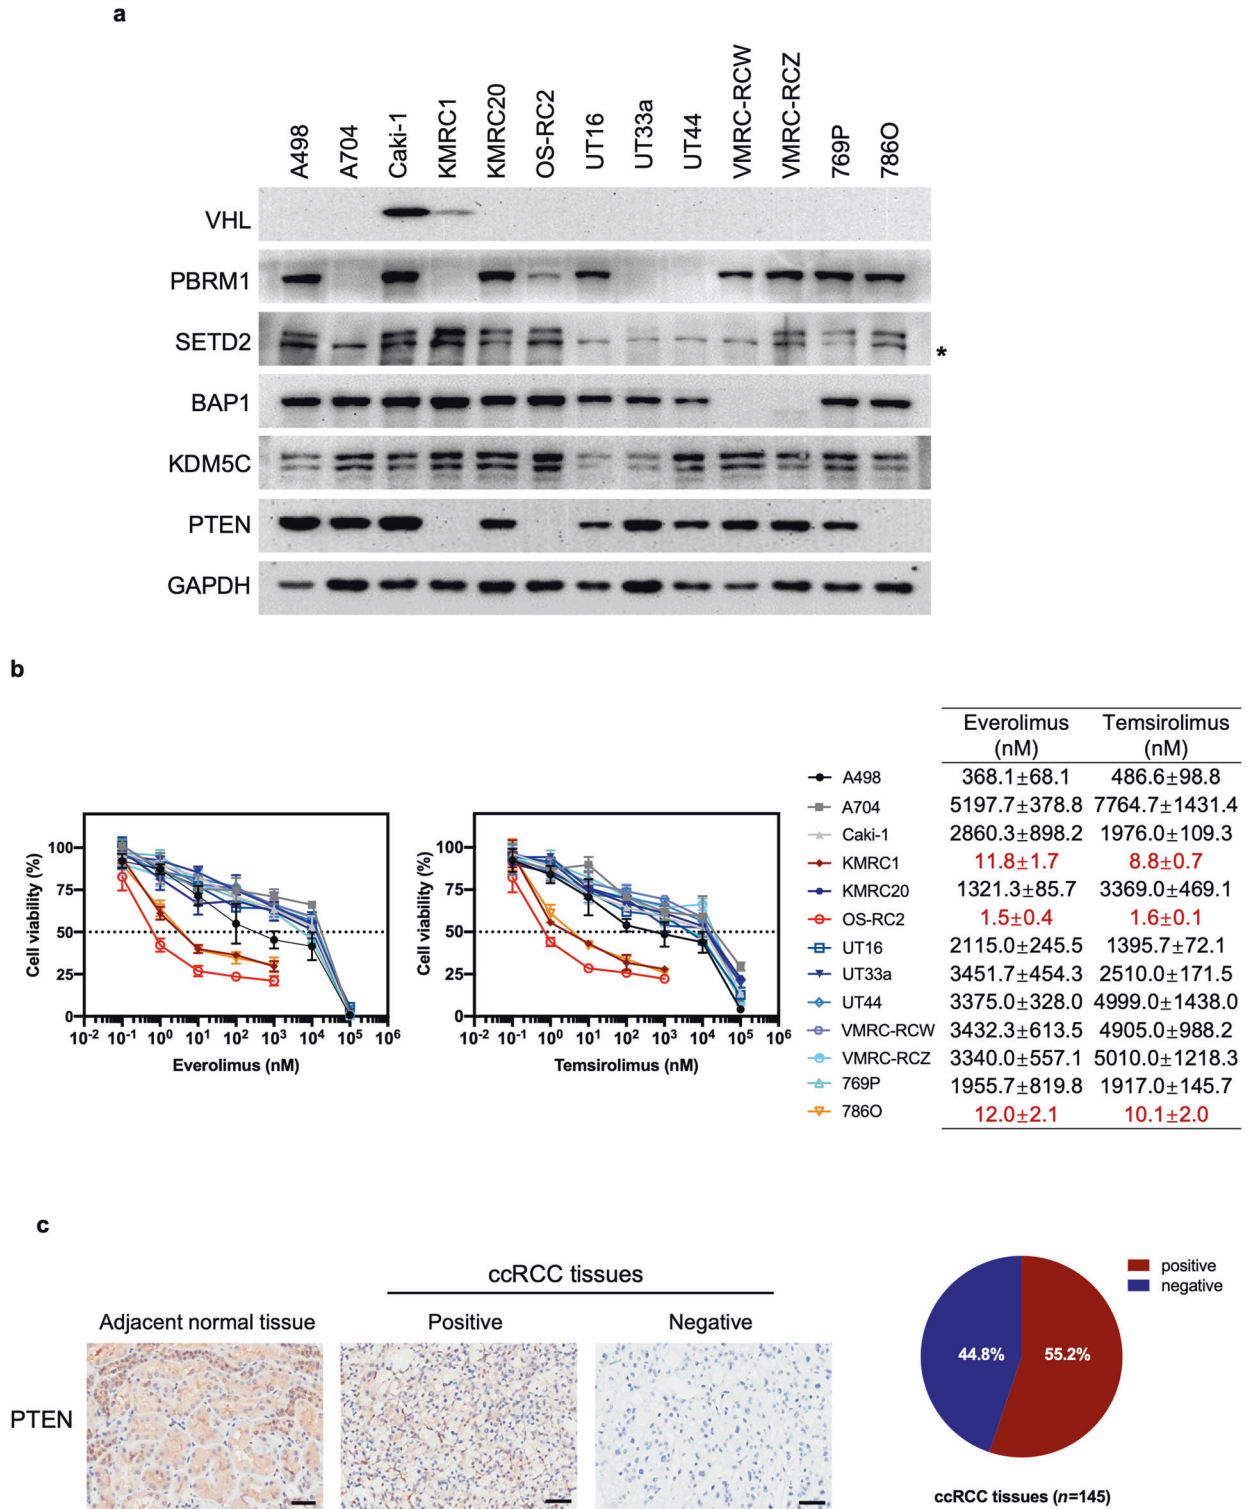 a
A498
A704
Caki-1
KMRC1
KMRC20
OS-RC2
UT16
UT33a
UT44
VMRC-RCW
VMRC-RCZ
769P
786O
VHL
PBRM1
SETD2
*
BAP1
KDM5C
PTEN
GAPDH
b
Cell viability (%)
100
75
50
25
0
10-2 10-1 100 101 102 103 104 105 106
Everolimus (nM)
Cell viability (%)
100
75
50
25
0
10-2 10-1 100 101 102 103 104 105 106
Temsirolimus (nM)
Everolimus Temsirolimus
(nM) (nM)
A498 368.1±68.1 486.6±98.8
A704 5197.7±378.8 7764.7±1431.4
Caki-1 2860.3±898.2 1976.0±109.3
KMRC1 11.8±1.7 8.8±0.7
KMRC20 1321.3±85.7 3369.0±469.1
OS-RC2 1.5±0.4 1.6±0.1
UT16 2115.0±245.5 1395.7±72.1
UT33a 3451.7±454.3 2510.0±171.5
UT44 3375.0±328.0 4999.0±1438.0
VMRC-RCW 3432.3±613.5 4905.0±988.2
VMRC-RCZ 3340.0±557.1 5010.0±1218.3
769P 1955.7±819.8 1917.0±145.7
786O 12.0±2.1 10.1±2.0
c
ccRCC tissues
Adjacent normal tissue Positive Negative
PTEN
positive
negative
44.8% 55.2%
ccRCC tissues (n=145)